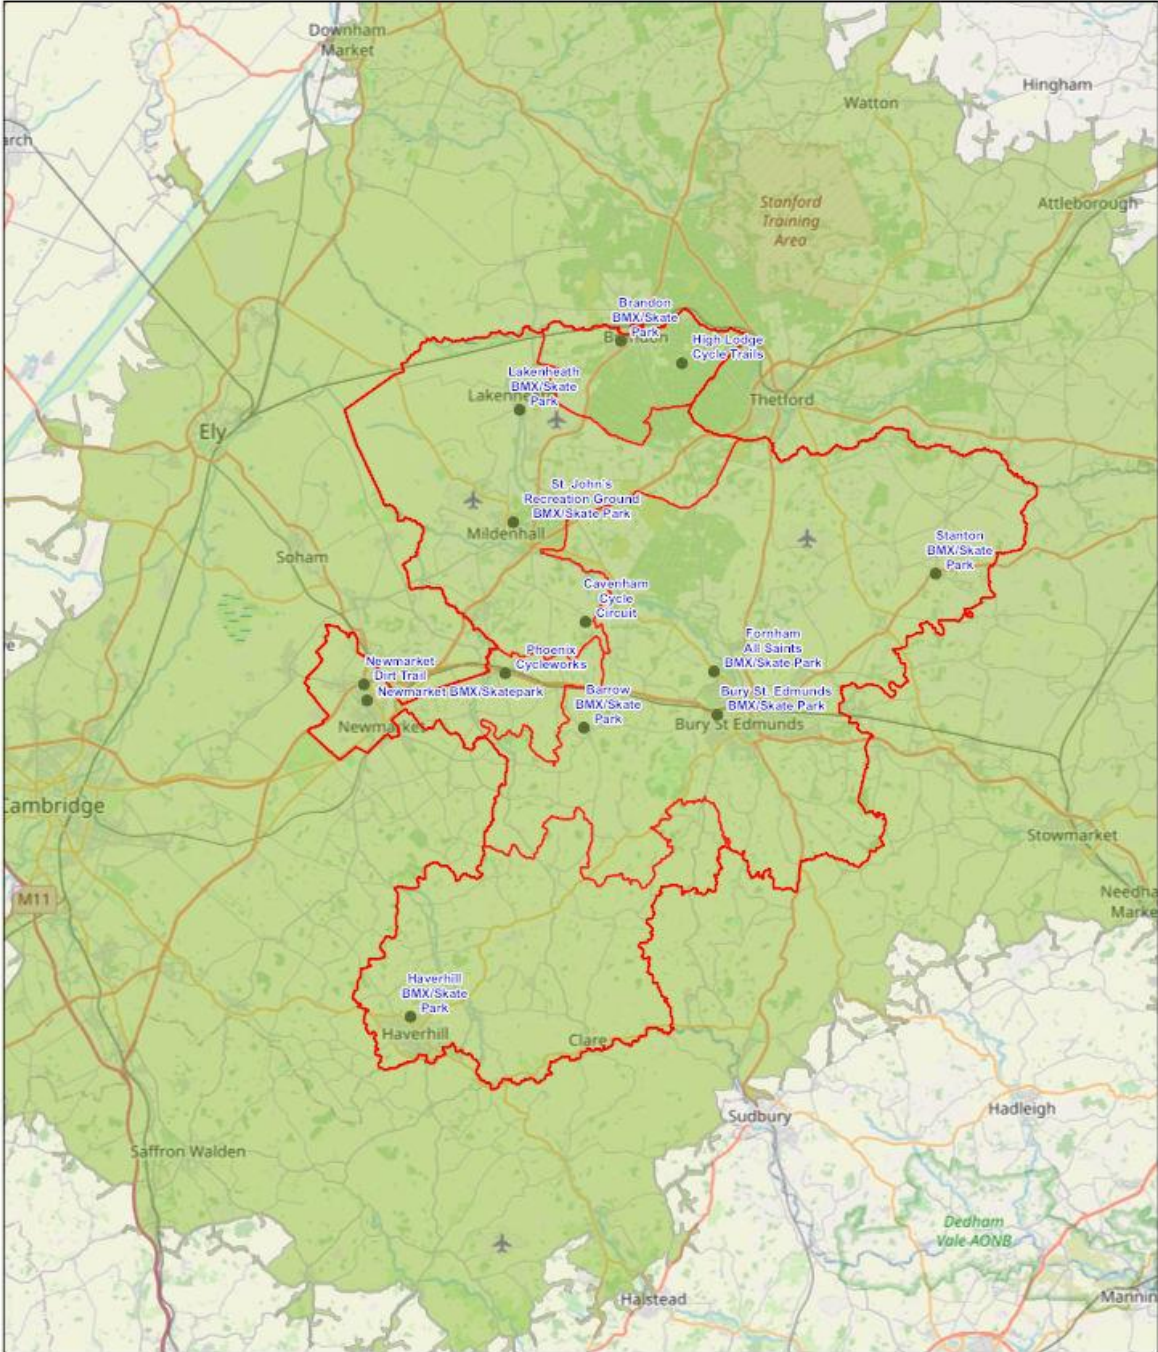 Downham
Market
Hingham
Watton
arch
Stanford
Training
Area
Attleborough
Brandon
BMX/Skate
Park
High Lodge
Cycle Trails
Lakenheath
BMX/Skate
Park
Thetford
Ely
St. John's
Recreation Ground
BMX/Skate Park
Mildenhall
Stanton
BMX/Skate
Park
Soham
Cavenham
Cycle
Circuit
Fornham
All Saints
BMX/Skate Park
Phoenix
Cycleworks
Newmarket
Dirt Trail
Newmarket BMX/Skatepark
Barrow
BMX/Skate
Park
Bury St. Edmunds
BMX/Skate Park
Newmarket
Bury St Edmunds
Cambridge
Stowmarket
M11
Needha
Marke
Haverhill
BMX/Skate
Park
Haverhill
Clare
Sudbury
Hadleigh
Saffron Walden
Dedham
Vale AONB
Halstead
Mannin